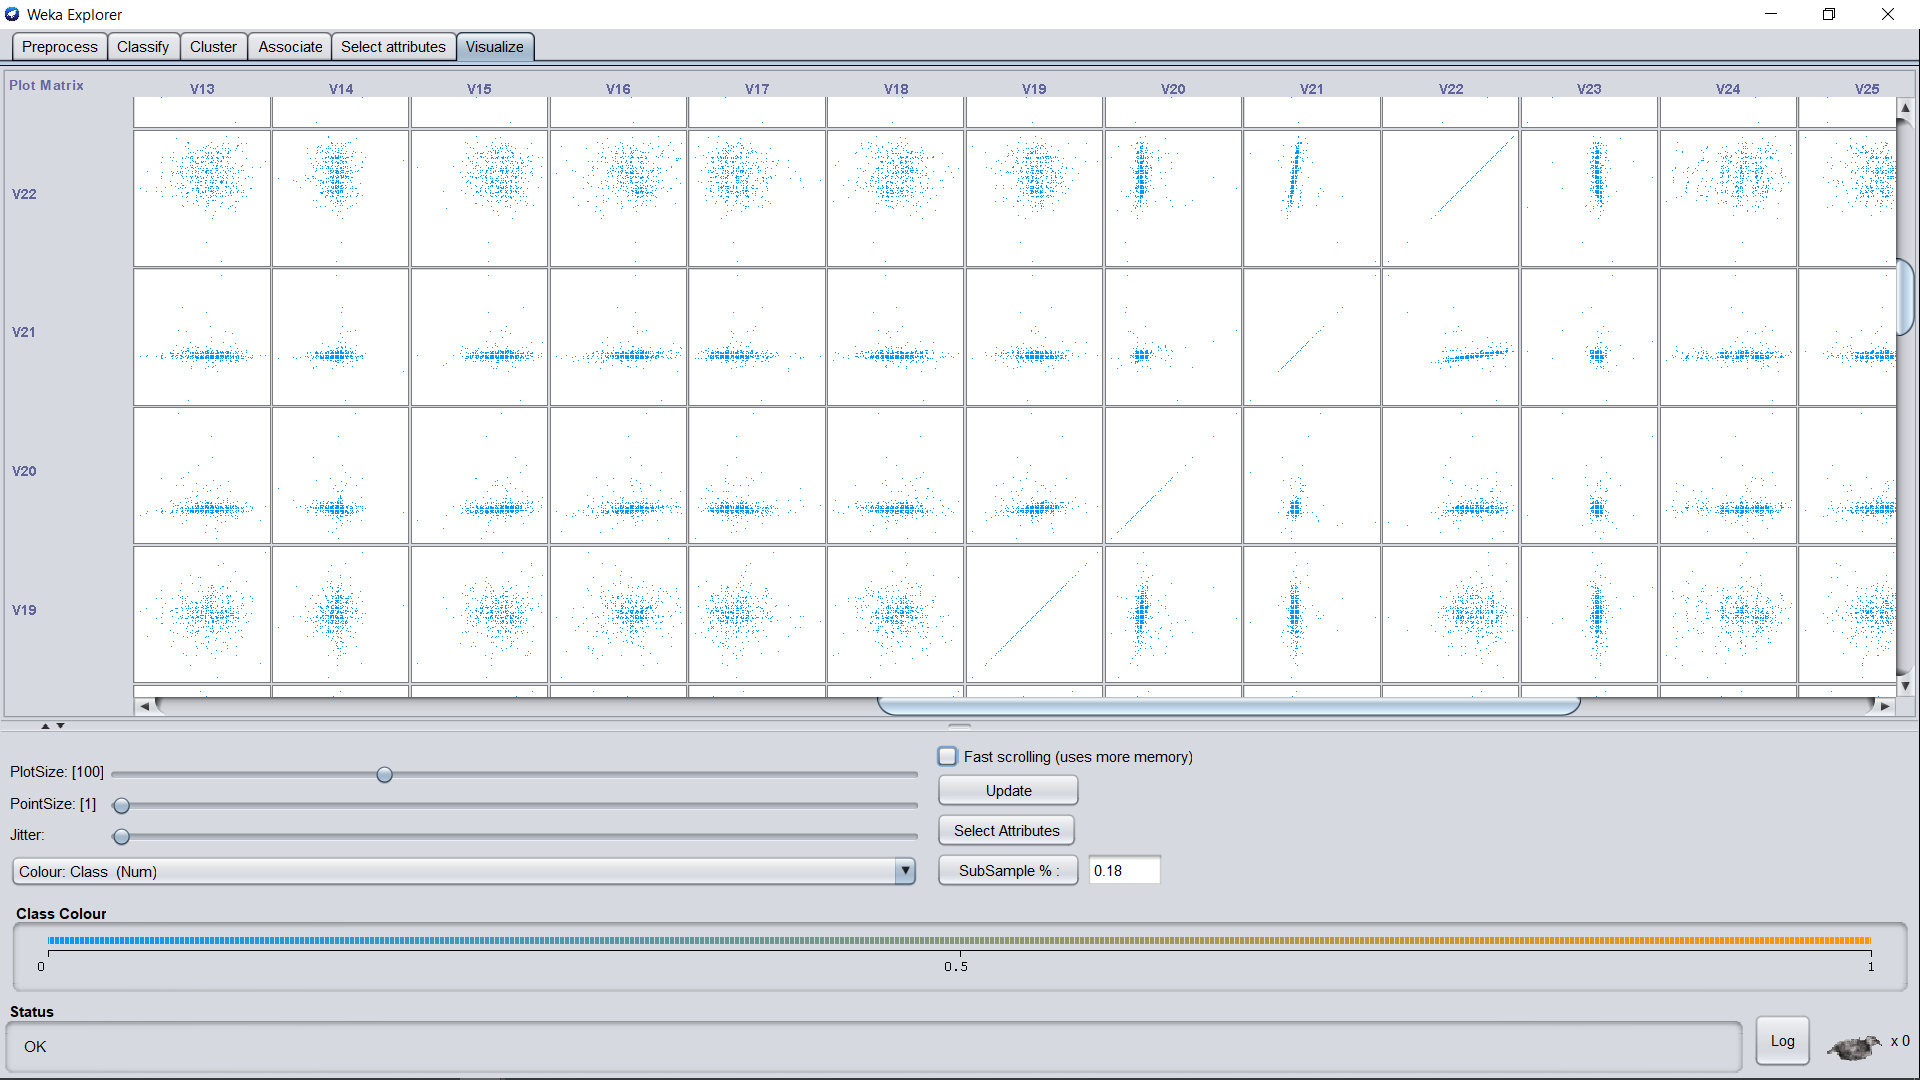 Weka Explorer
Preprocess Classify Cluster Associate Select attributes Visualize
Plot Matrix
V13 V14 V15 V16 V17 V18 V19 V20 V21 V22 V23 V24 V25
V22
V21
V20
V19
PlotSize: [100]
PointSize: [1]
Jitter:
Colour: Class (Num)
Fast scrolling (uses more memory)
Update
Select Attributes
SubSample % : 0.18
Class Colour
0 0.5 1
Status
OK
Log x 0